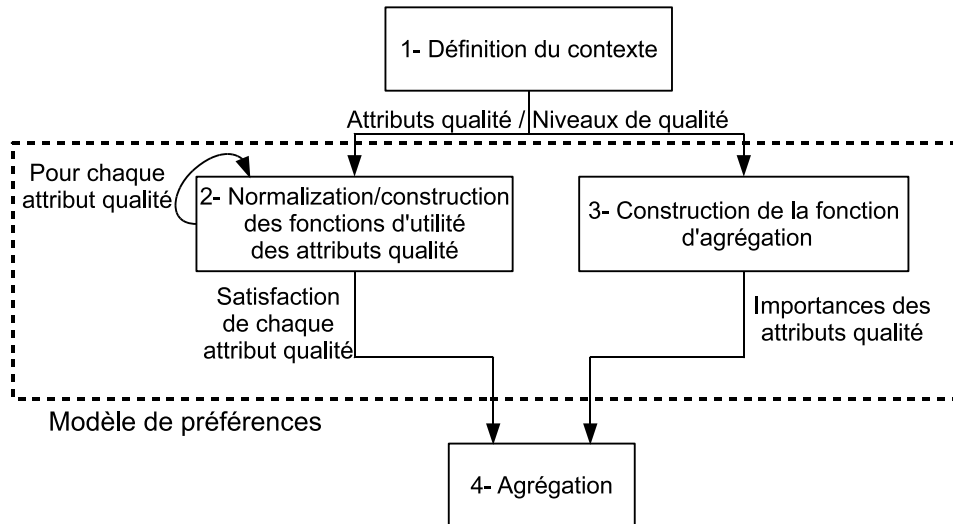 1- Définition du contexte
Attributs qualité / Niveaux de qualité
Pour chaque
attribut qualité
2- Normalization/construction
des fonctions d'utilité
des attributs qualité
3- Construction de la fonction
d'agrégation
Satisfaction
de chaque
attribut qualité
Importances des
attributs qualité
Modèle de préférences
4- Agrégation